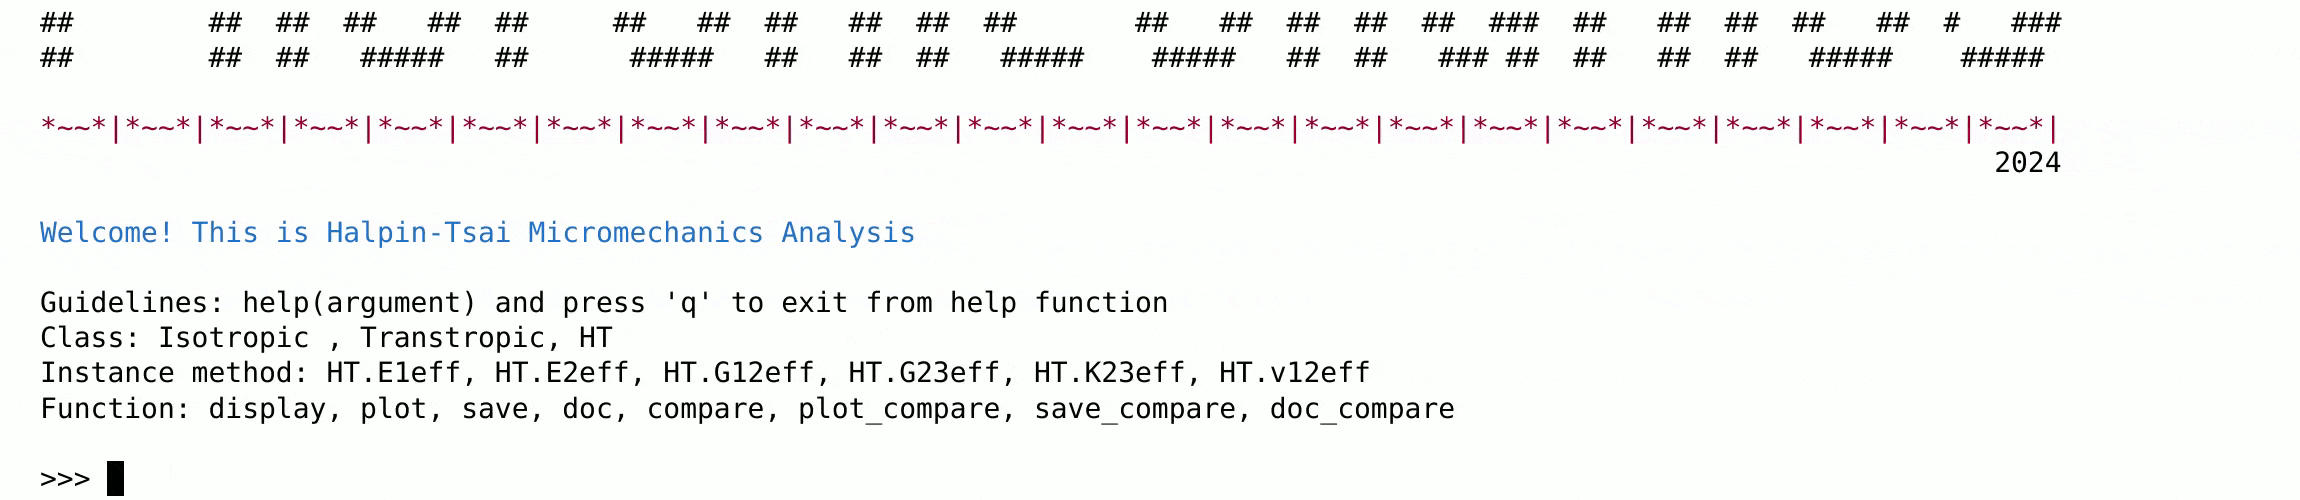 ##        ##  ##  ##   ##  ##     ##   ##  ##   ##  ##  ##       ##   ##  ##  ##  ##  ###  ##   ##  ##  ##   ##  #   ###
##        ##  ##   #####   ##      #####   ##   ##  ##   #####    #####   ##  ##   ### ##  ##   ##  ##   #####    #####
*~~*|*~~*|*~~*|*~~*|*~~*|*~~*|*~~*|*~~*|*~~*|*~~*|*~~*|*~~*|*~~*|*~~*|*~~*|*~~*|*~~*|*~~*|*~~*|*~~*|*~~*|*~~*|*~~*|*~~*|
2024
Welcome! This is Halpin-Tsai Micromechanics Analysis
Guidelines: help(argument) and press 'q' to exit from help function
Class: Isotropic , Transtropic, HT
Instance method: HT.E1eff, HT.E2eff, HT.G12eff, HT.G23eff, HT.K23eff, HT.v12eff
Function: display, plot, save, doc, compare, plot_compare, save_compare, doc_compare
>>>